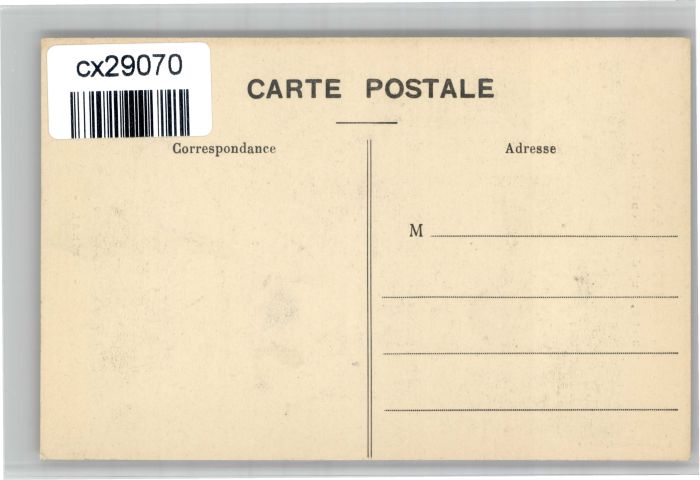 cx29070
CARTE POSTALE
Correspondance
Adresse
M